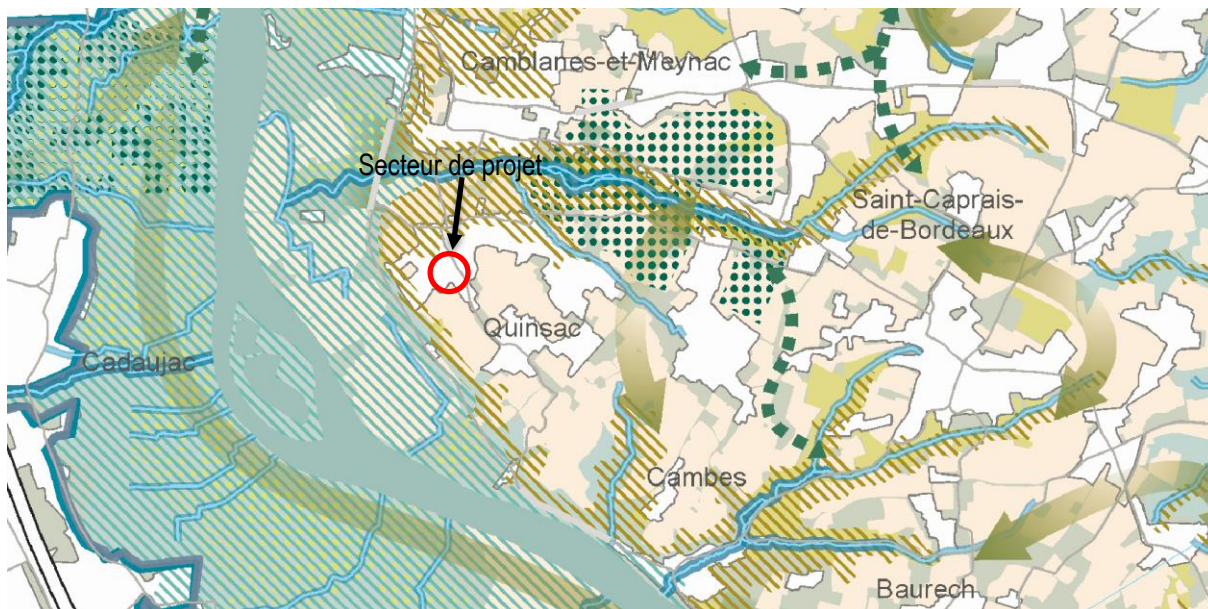 Camblanes-et-Meynac
Secteur de projet
Saint-Caprais-
de-Bordeaux
Quinsac
Cadaujac
Cambes
Baurech